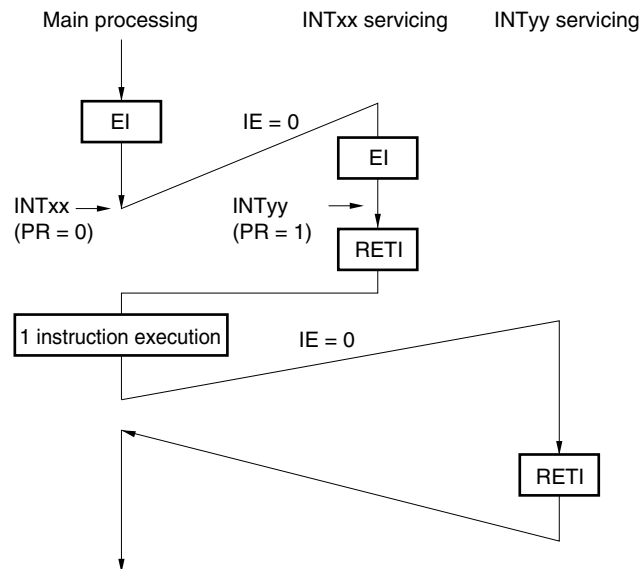 Main processing
INTxx servicing
INTyy servicing
EI
IE = 0
EI
INTxx
(PR = 0)
INTyy
(PR = 1)
RETI
1 instruction execution
IE = 0
RETI